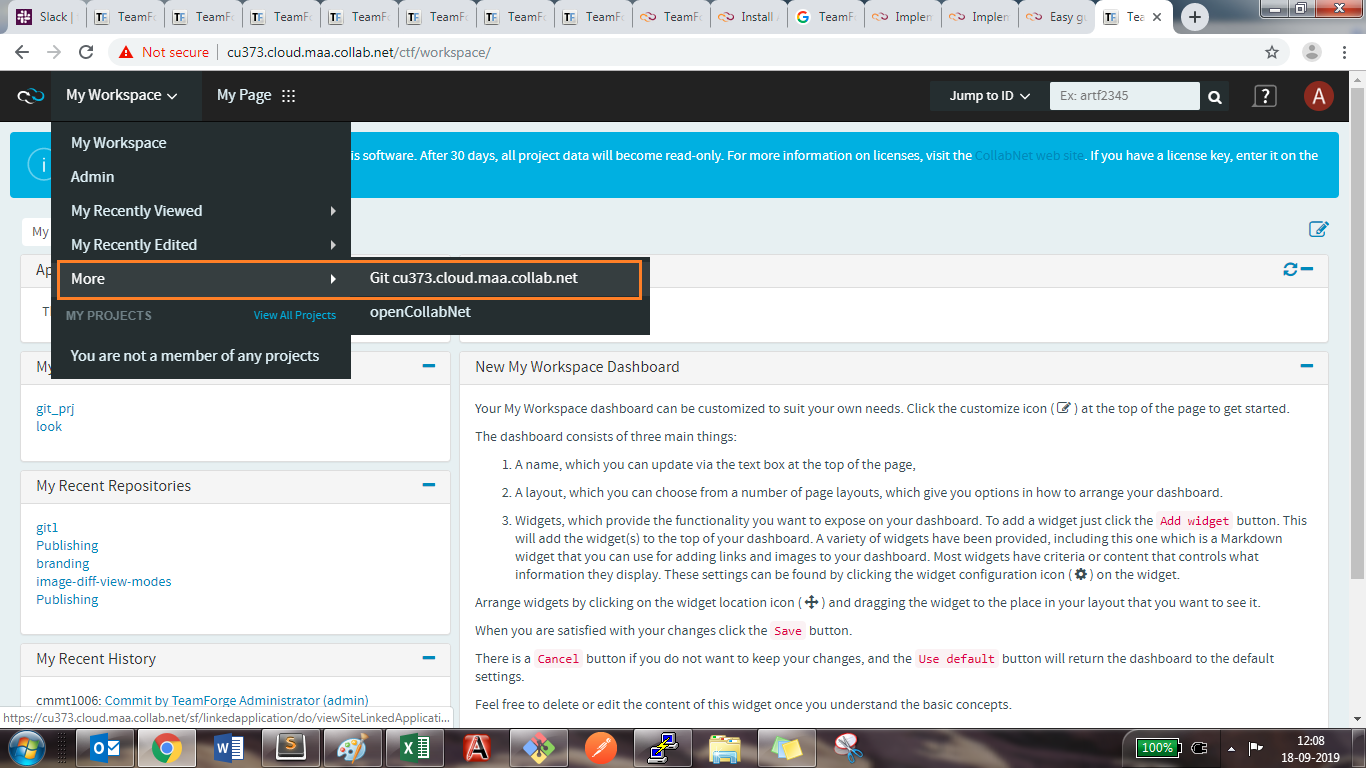 Slack |
TeamFo
TeamFo
TeamFo
TeamFo
TeamFo
TeamFo
TeamFo
TeamFo
Install
TeamF
Implem
Implem
Easy gu
Tea
Not secure
cu373.cloud.maa.collab.net/ctf/workspace/
My Workspace
My Page
Jump to ID
Ex: artf2345
?
A
My Workspace
Admin
My Recently Viewed
My Recently Edited
More
Git cu373.cloud.maa.collab.net
openCollabNet
MY PROJECTS
View All Projects
You are not a member of any projects
is software. After 30 days, all project data will become read-only. For more information on licenses, visit the CollabNet web site. If you have a license key, enter it on the
My
Ap
My
git_prj
look
My Recent Repositories
git1
Publishing
branding
image-diff-view-modes
Publishing
My Recent History
cmmt1006: Commit by TeamForge Administrator (admin)
New My Workspace Dashboard
Your My Workspace dashboard can be customized to suit your own needs. Click the customize icon ( ) at the top of the page to get started.
The dashboard consists of three main things:
1. A name, which you can update via the text box at the top of the page,
2. A layout, which you can choose from a number of page layouts, which give you options in how to arrange your dashboard.
3. Widgets, which provide the functionality you want to expose on your dashboard. To add a widget just click the Add widget button. This
will add the widget(s) to the top of your dashboard. A variety of widgets have been provided, including this one which is a Markdown
widget that you can use for adding links and images to your dashboard. Most widgets have criteria or content that controls what
information they display. These settings can be found by clicking the widget configuration icon ( ) on the widget.
Arrange widgets by clicking on the widget location icon ( ) and dragging the widget to the place in your layout that you want to see it.
When you are satisfied with your changes click the Save button.
There is a Cancel button if you do not want to keep your changes, and the Use default button will return the dashboard to the default
settings.
Feel free to delete or edit the content of this widget once you understand the basic concepts.
https://cu373.cloud.maa.collab.net/sf/linkedapplication/do/viewSiteLinkedApplicati...
100%
12:08
18-09-2019